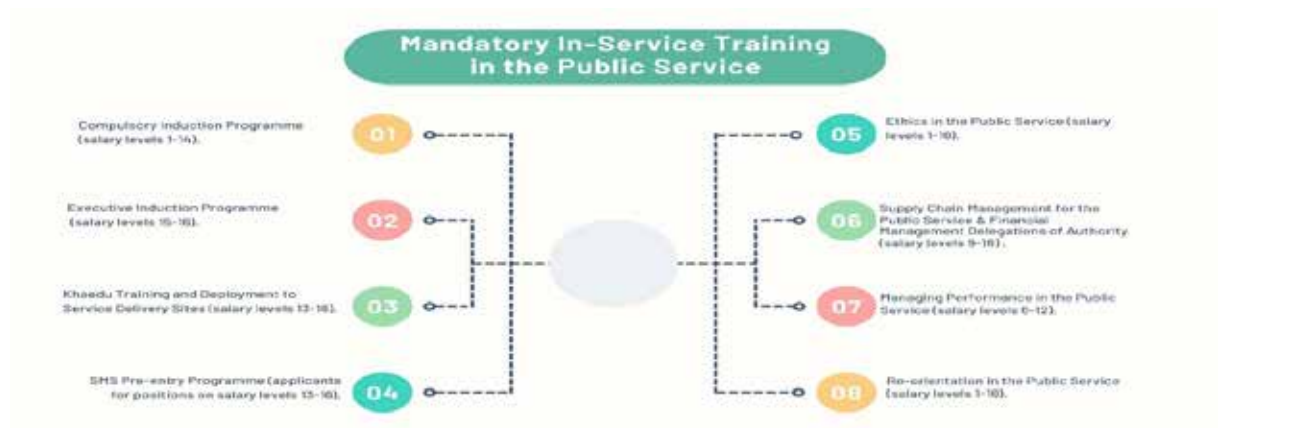 Mandatory In-Service Training
in the Public Service
Compulsory Induction Programme
(salary levels 1-14).
01
Executive Induction Programme
(salary levels 15-16).
02
Khaedu Training and Deployment to
Service Delivery Sites (salary levels 13-16).
03
SMS Pre-entry Programme (applicants
for positions on salary levels 13-16).
04
05
Ethics in the Public Service (salary
levels 1-16).
06
Supply Chain Management for the
Public Service & Financial
Management Delegations of Authority
(salary levels 9-16).
07
Managing Performance in the Public
Service (salary levels 6-12).
08
Re-orientation in the Public Service
(salary levels 1-16).